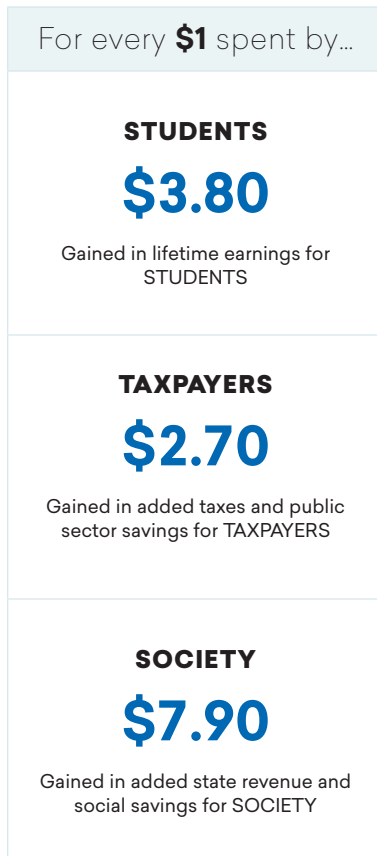 For every $1 spent by...
STUDENTS
$3.80
Gained in lifetime earnings for
STUDENTS
TAXPAYERS
$2.70
Gained in added taxes and public
sector savings for TAXPAYERS
SOCIETY
$7.90
Gained in added state revenue and
social savings for SOCIETY